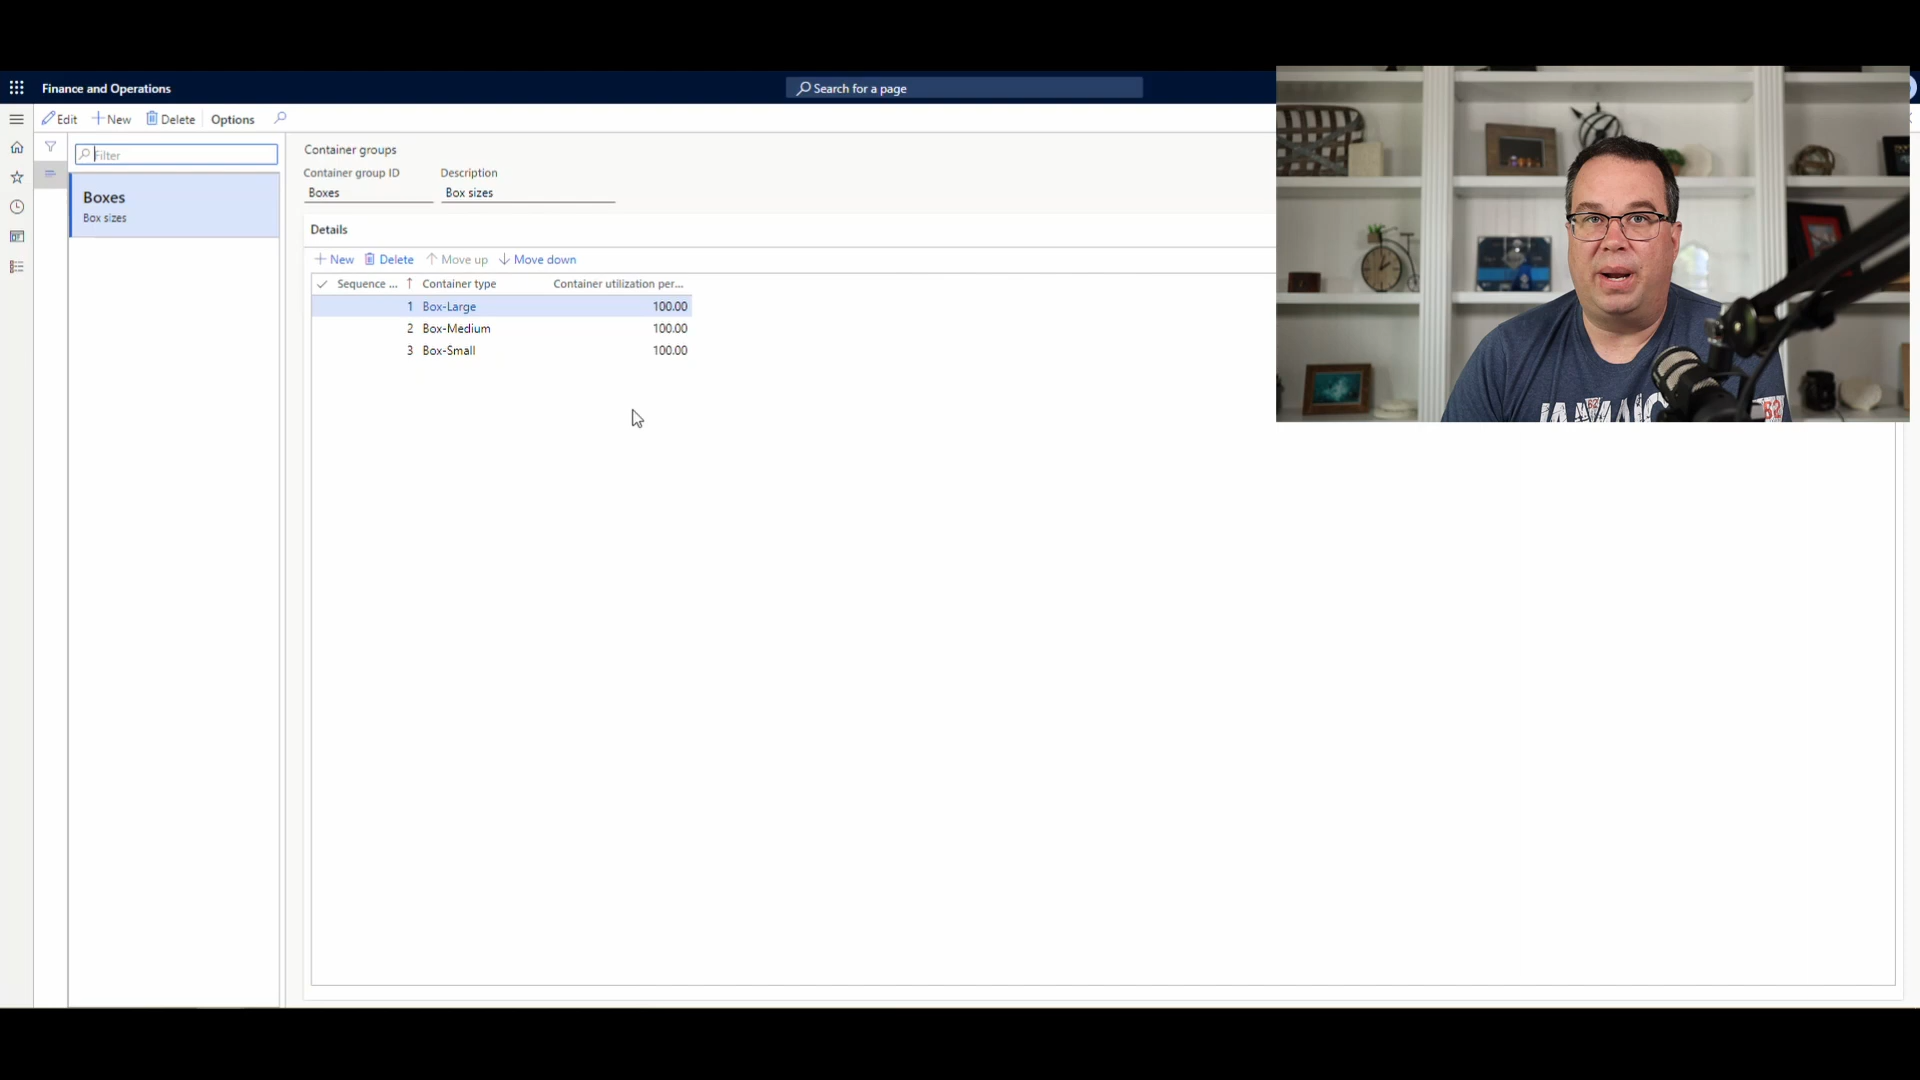 Finance and Operations
Search for a page
Edit New Delete Options
Filter
Boxes
Box sizes
Container groups
Container group ID Description
Boxes Box sizes
Details
New Delete Move up Move down
Sequence ... Container type Container utilization per...
1 Box-Large 100.00
2 Box-Medium 100.00
3 Box-Small 100.00